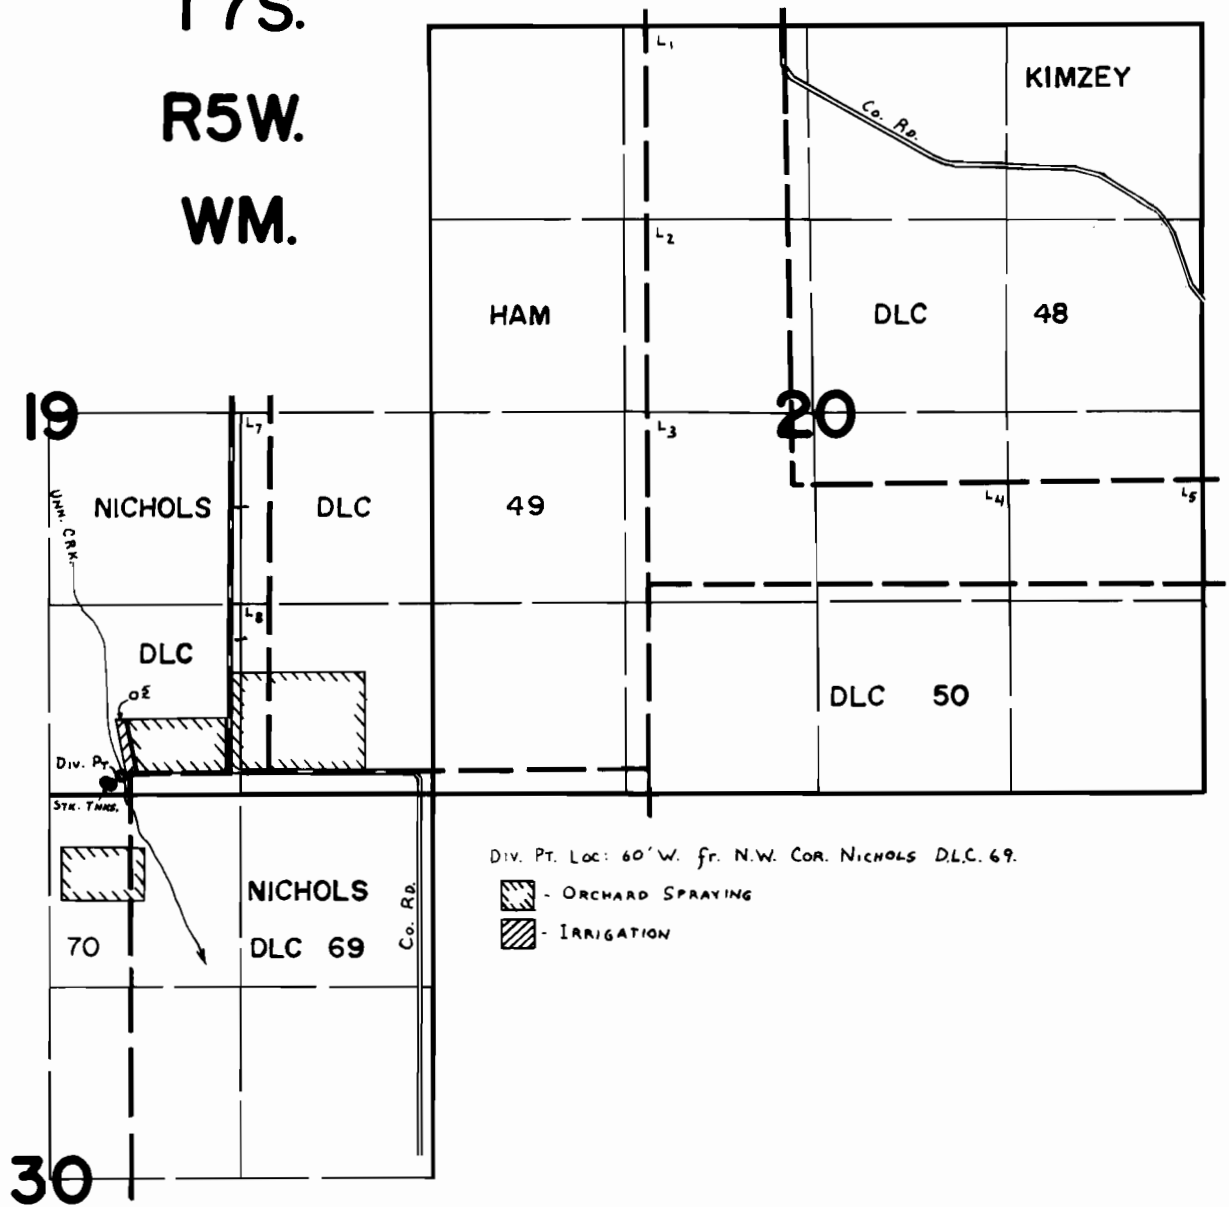 T7S.
R5W.
WM.
KIMZEY
L1
Co. RD.
L2
HAM
DLC 48
19
20
L7
L3
NICHOLS
DLC
49
L4
L5
UNN. CRK.
L8
DLC
DLC 50
DIV. PT.
STK. TNKS.
DIV. PT. LOC: 60' W. fr. N.W. COR. NICHOLS D.L.C. 69.
- ORCHARD SPRAYING
- IRRIGATION
NICHOLS
70
DLC 69
Co. RD.
30